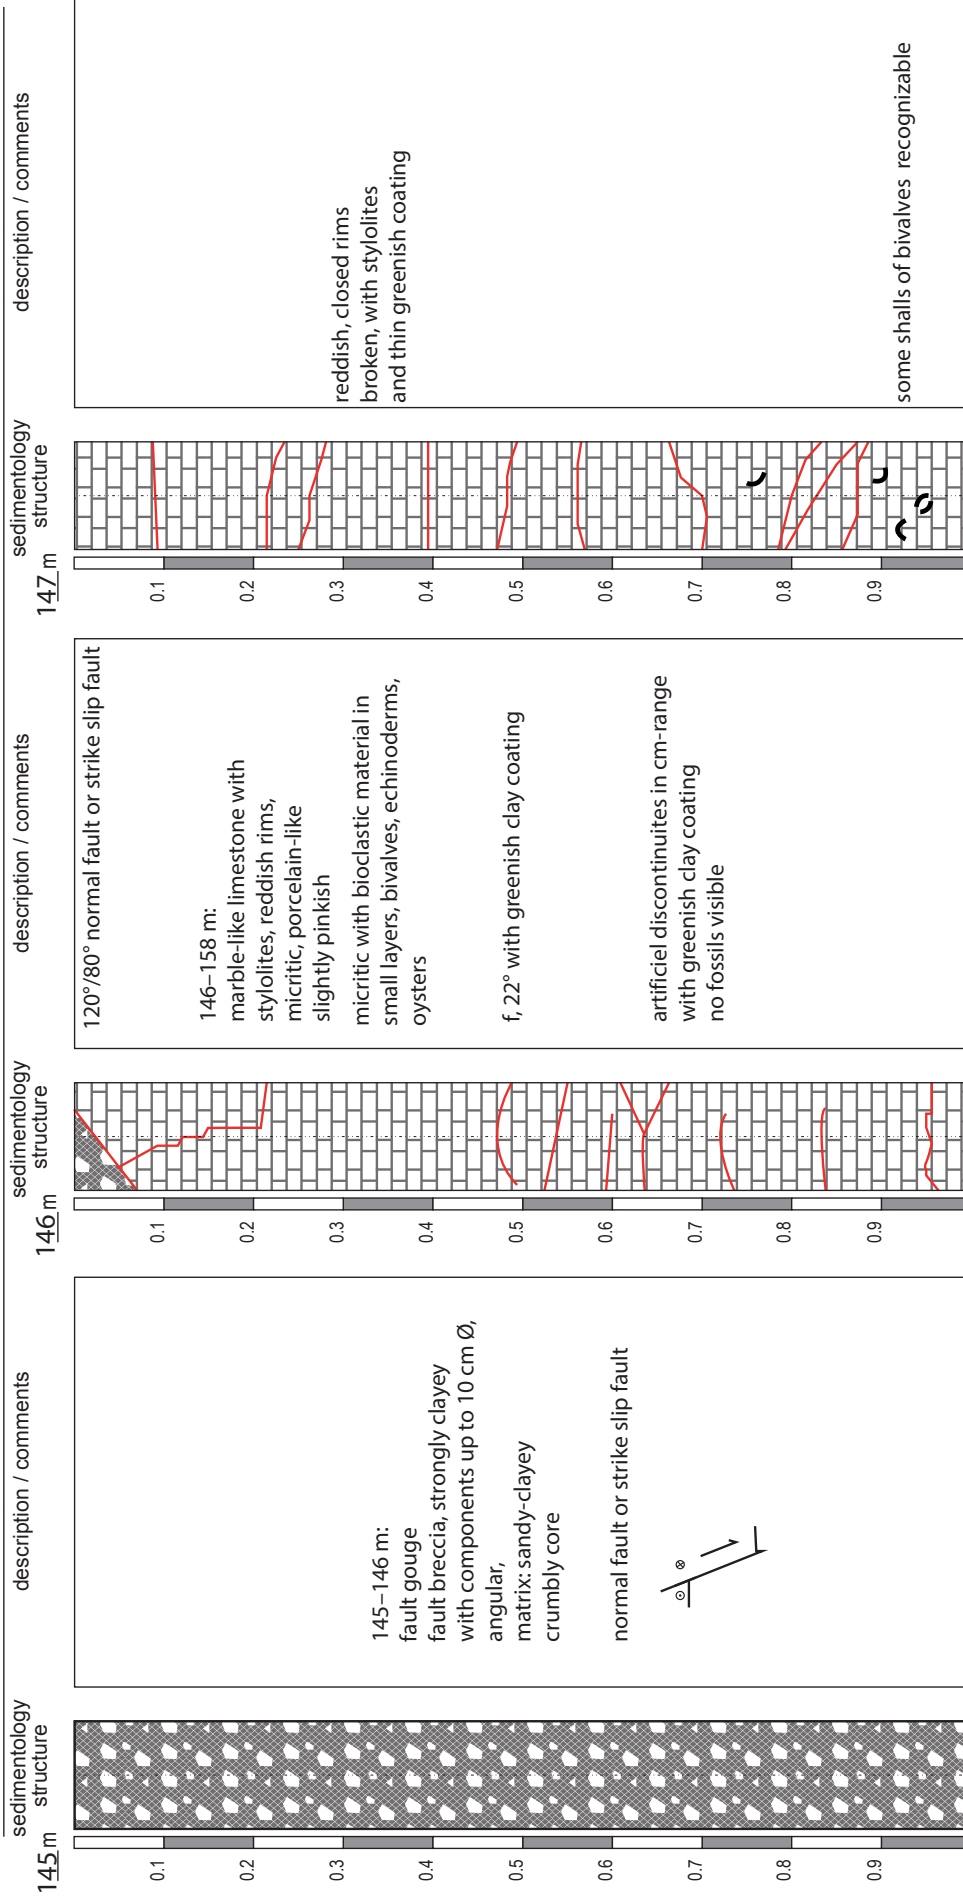 145 m
sedimentology
structure
description / comments
0.1
0.2
0.3
0.4
0.5
0.6
0.7
0.8
0.9
145–146 m:
fault gouge
fault breccia, strongly clayey
with components up to 10 cm Ø,
angular,
matrix: sandy-clayey
crumbly core
normal fault or strike slip fault
146 m
sedimentology
structure
description / comments
0.1
0.2
0.3
0.4
0.5
0.6
0.7
0.8
0.9
120°/80° normal fault or strike slip fault
146–158 m:
marble-like limestone with
stylolites, reddish rims,
micritic, porcelain-like
slightly pinkish
micritic with bioclastic material in
small layers, bivalves, echinoderms,
oysters
f, 22° with greenish clay coating
artificiel discontinuites in cm-range
with greenish clay coating
no fossils visible
147 m
sedimentology
structure
description / comments
0.1
0.2
0.3
0.4
0.5
0.6
0.7
0.8
0.9
reddish, closed rims
broken, with stylolites
and thin greenish coating
some shalls of bivalves recognizable